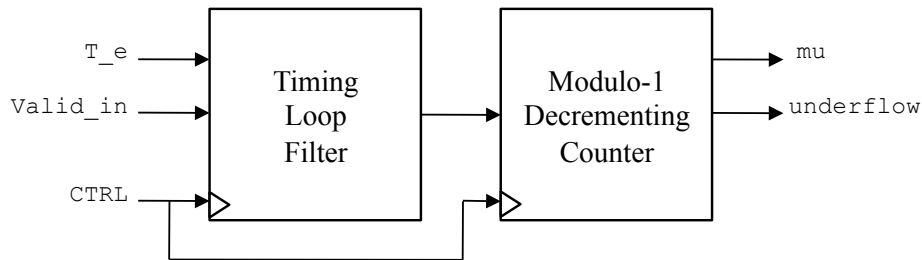 T_e
Valid_in
CTRL
Timing
Loop
Filter
Modulo-1
Decrementing
Counter
mu
underflow